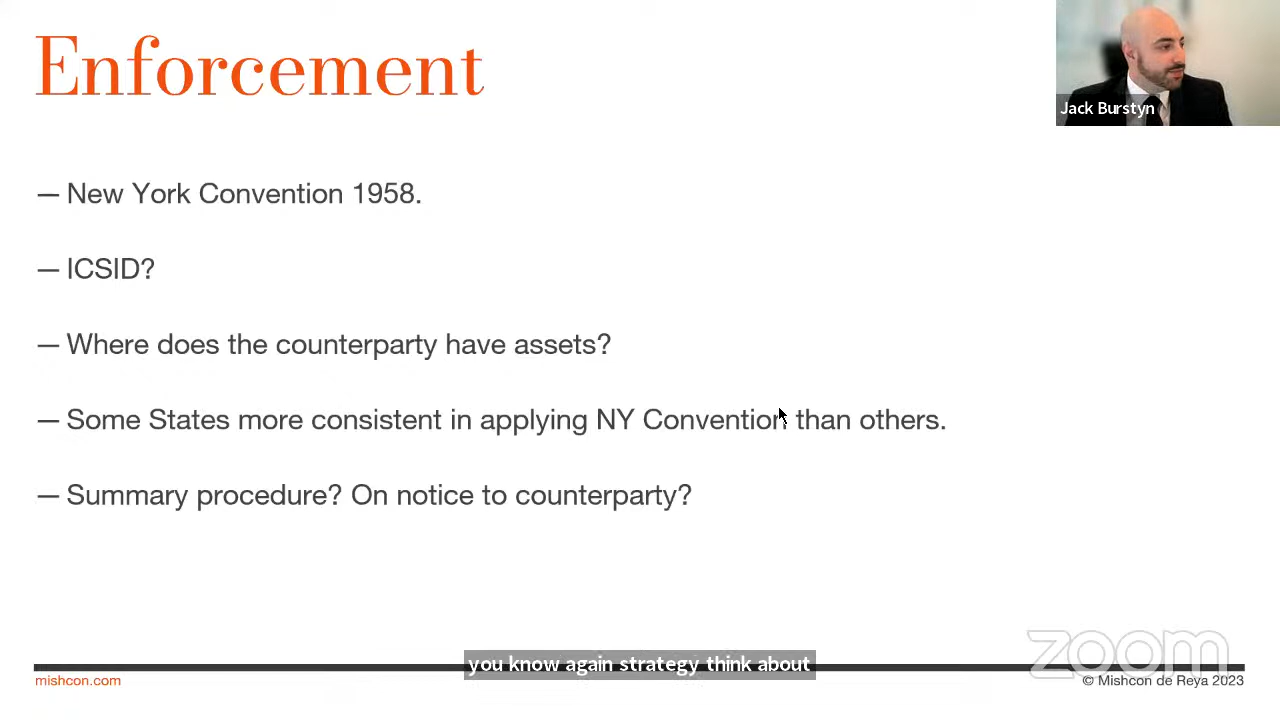 Enforcement
Jack Burstyn
— New York Convention 1958.
— ICSID?
— Where does the counterparty have assets?
— Some States more consistent in applying NY Convention than others.
— Summary procedure? On notice to counterparty?
zoom
you know again strategy think about
mishcon.com
© Mishcon de Reya 2023